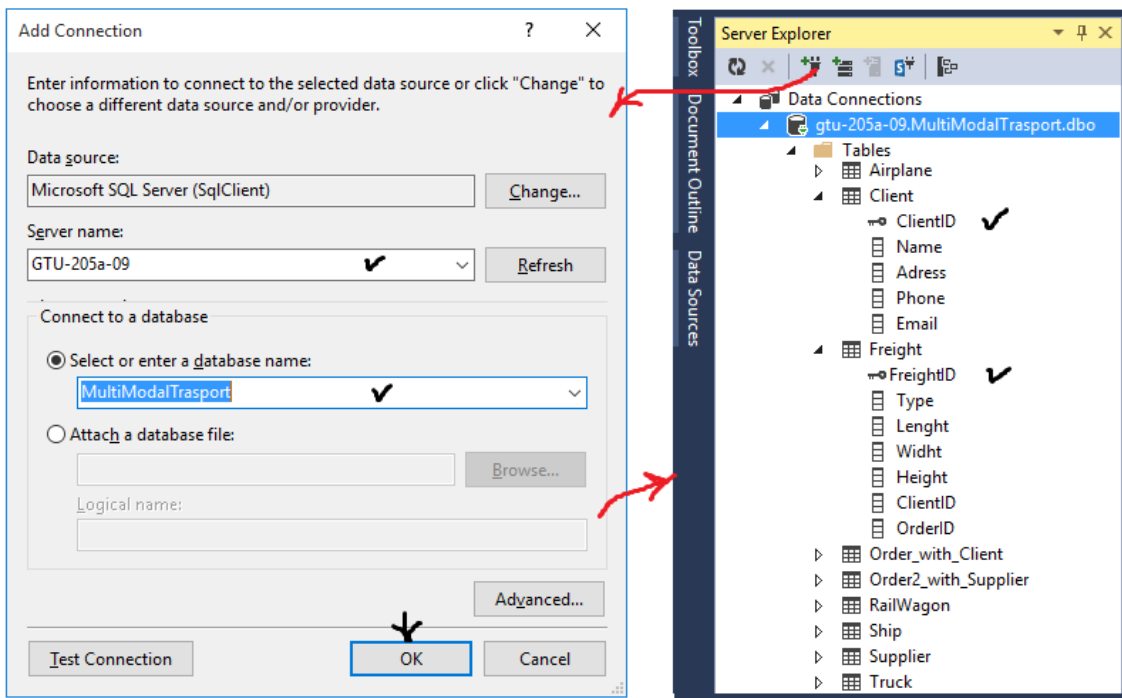 Add Connection
Enter information to connect to the selected data source or click "Change" to
choose a different data source and/or provider.
Data source:
Microsoft SQL Server (SqlClient)
Change...
Server name:
GTU-205a-09
Refresh
Connect to a database
Select or enter a database name:
MultiModalTrasport
Attach a database file:
Browse...
Logical name:
Advanced...
Test Connection
OK
Cancel
Toolbox
Document Outline
Data Sources
Server Explorer
Data Connections
gtu-205a-09.MultiModalTrasport.dbo
Tables
Airplane
Client
ClientID
Name
Adress
Phone
Email
Freight
FreightID
Type
Lenght
Widht
Height
ClientID
OrderID
Order_with_Client
Order2_with_Supplier
RailWagon
Ship
Supplier
Truck